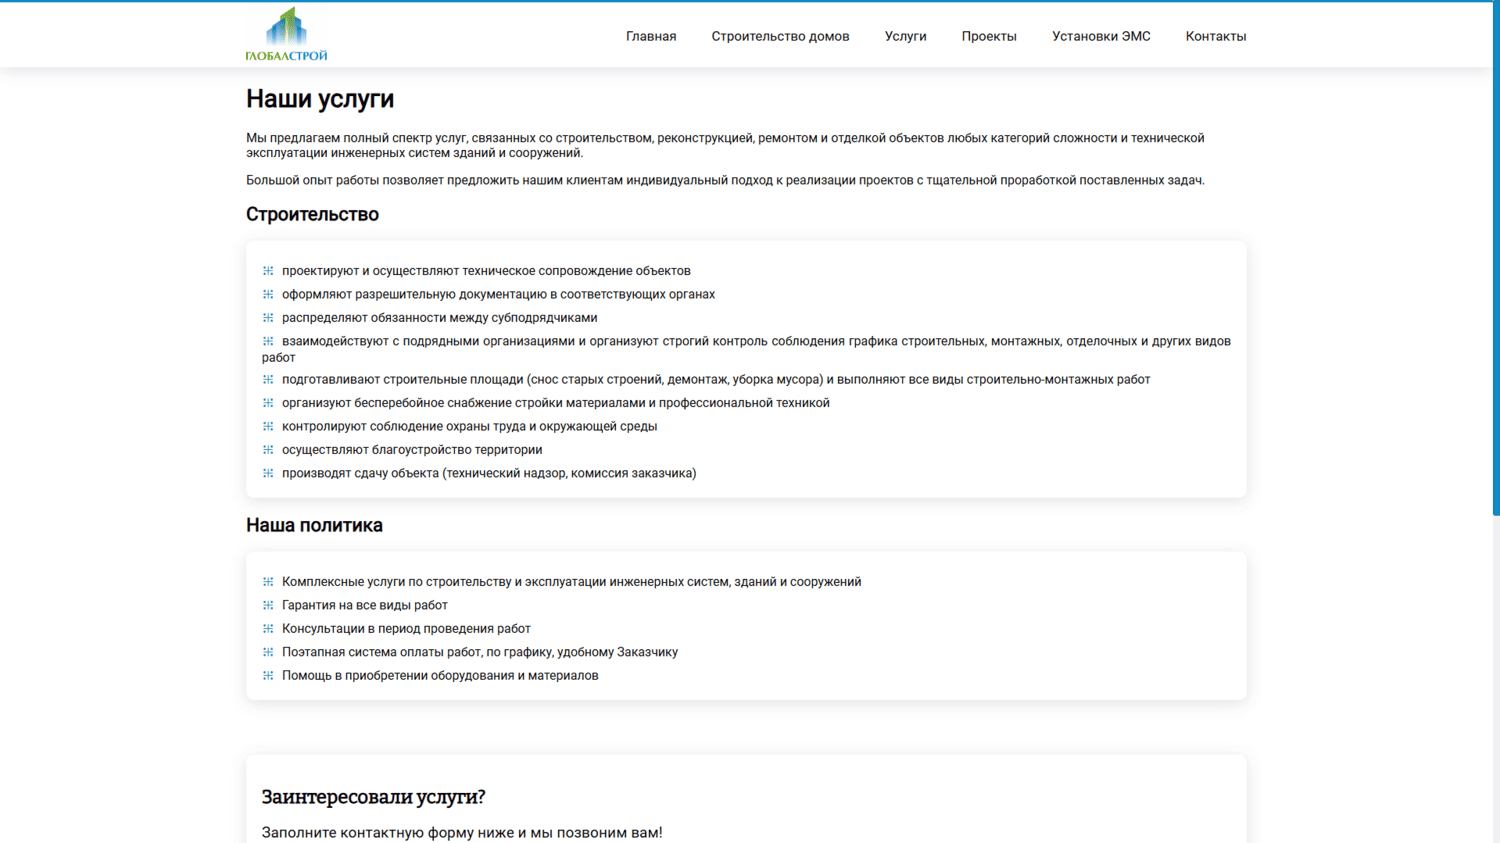 ГЛОБАЛСТРОЙ
Главная
Строительство домов
Услуги
Проекты
Установки ЭМС
Контакты
Наши услуги
Мы предлагаем полный спектр услуг, связанных со строительством, реконструкцией, ремонтом и отделкой объектов любых категорий сложности и технической
эксплуатации инженерных систем зданий и сооружений.
Большой опыт работы позволяет предложить нашим клиентам индивидуальный подход к реализации проектов с тщательной проработкой поставленных задач.
Строительство
проектируют и осуществляют техническое сопровождение объектов
оформляют разрешительную документацию в соответствующих органах
распределяют обязанности между субподрядчиками
взаимодействуют с подрядными организациями и организуют строгий контроль соблюдения графика строительных, монтажных, отделочных и других видов
работ
подготавливают строительные площади (снос старых строений, демонтаж, уборка мусора) и выполняют все виды строительно-монтажных работ
организуют бесперебойное снабжение стройки материалами и профессиональной техникой
контролируют соблюдение охраны труда и окружающей среды
осуществляют благоустройство территории
производят сдачу объекта (технический надзор, комиссия заказчика)
Наша политика
Комплексные услуги по строительству и эксплуатации инженерных систем, зданий и сооружений
Гарантия на все виды работ
Консультации в период проведения работ
Поэтапная система оплаты работ, по графику, удобному Заказчику
Помощь в приобретении оборудования и материалов
Заинтересовали услуги?
Заполните контактную форму ниже и мы позвоним вам!